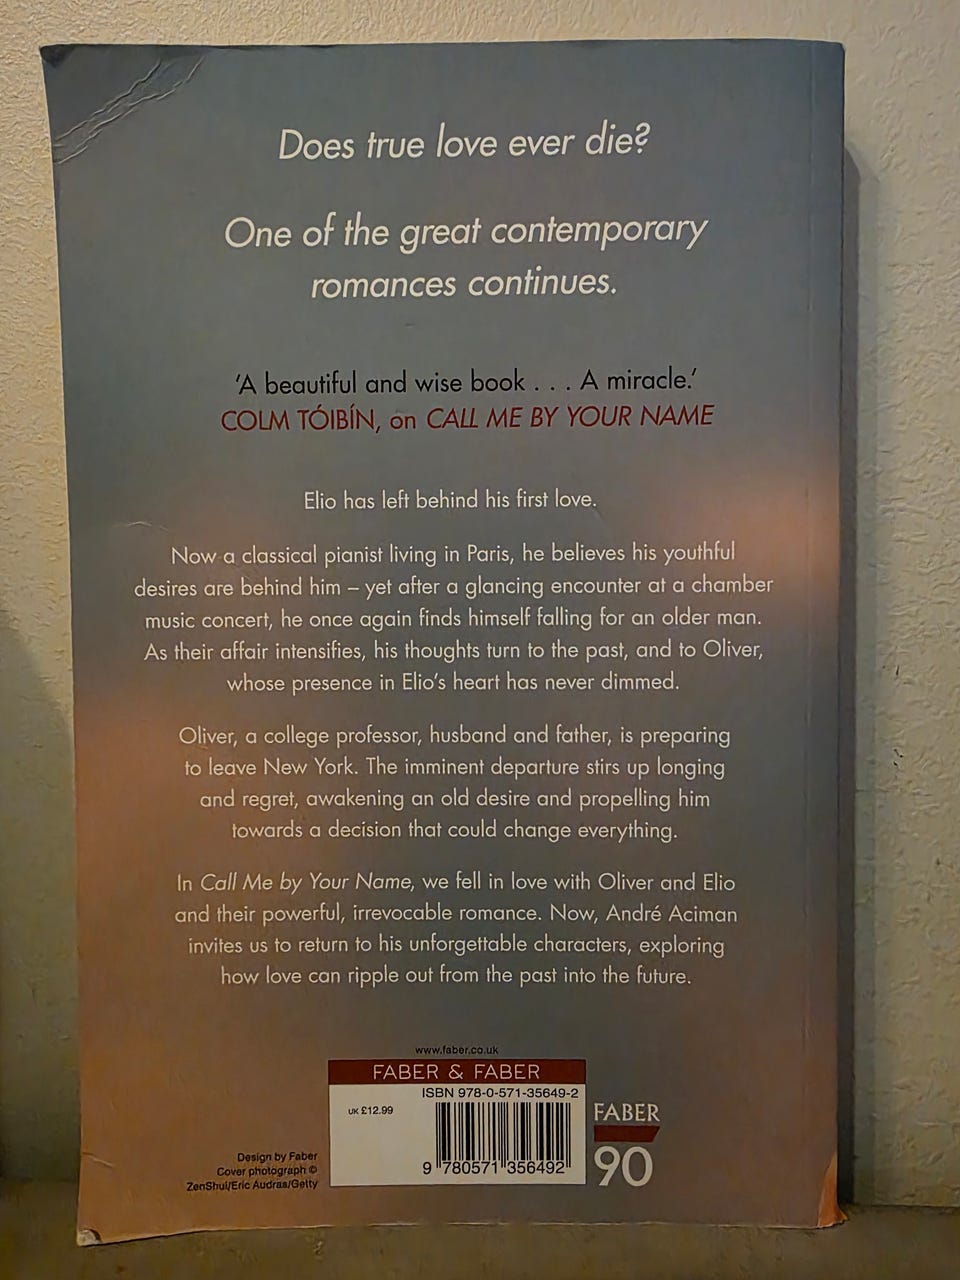 Does true love ever die?
One of the great contemporary
romances continues.
'A beautiful and wise book . . . A miracle.'
COLM TÓIBÍN, on CALL ME BY YOUR NAME
Elio has left behind his first love.
Now a classical pianist living in Paris, he believes his youthful
desires are behind him – yet after a glancing encounter at a chamber
music concert, he once again finds himself falling for an older man.
As their affair intensifies, his thoughts turn to the past, and to Oliver,
whose presence in Elio's heart has never dimmed.
Oliver, a college professor, husband and father, is preparing
to leave New York. The imminent departure stirs up longing
and regret, awakening an old desire and propelling him
towards a decision that could change everything.
In Call Me by Your Name, we fell in love with Oliver and Elio
and their powerful, irrevocable romance. Now, André Aciman
invites us to return to his unforgettable characters, exploring
how love can ripple out from the past into the future.
www.faber.co.uk
FABER & FABER
ISBN 978-0-571-35649-2
UK £12.99
9 780571 356492
FABER
90
Design by Faber
Cover photograph ©
ZenShui/Eric Audras/Getty